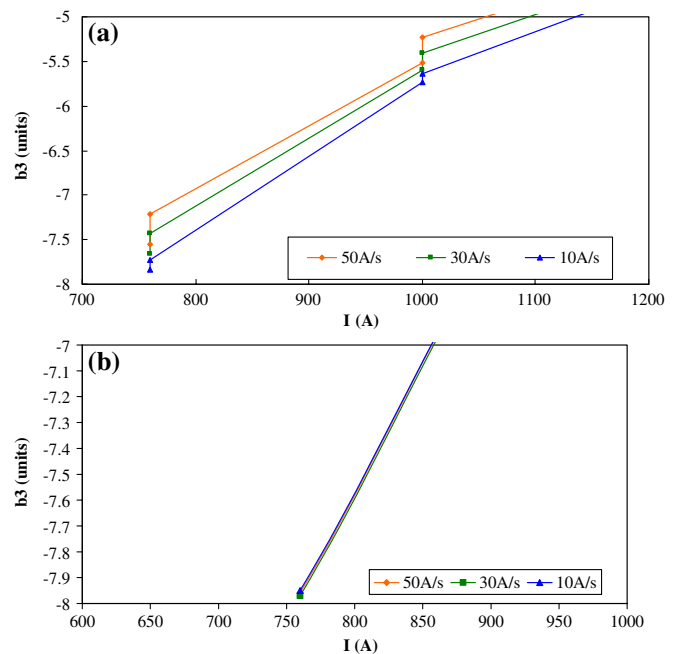 (a)
-5
-5.5
-6
-6.5
-7
-7.5
-8
b3 (units)
50A/s 30A/s 10A/s
700 800 900 1000 1100 1200
I (A)
(b)
-7
-7.1
-7.2
-7.3
-7.4
-7.5
-7.6
-7.7
-7.8
-7.9
-8
b3 (units)
50A/s 30A/s 10A/s
600 650 700 750 800 850 900 950 1000
I (A)